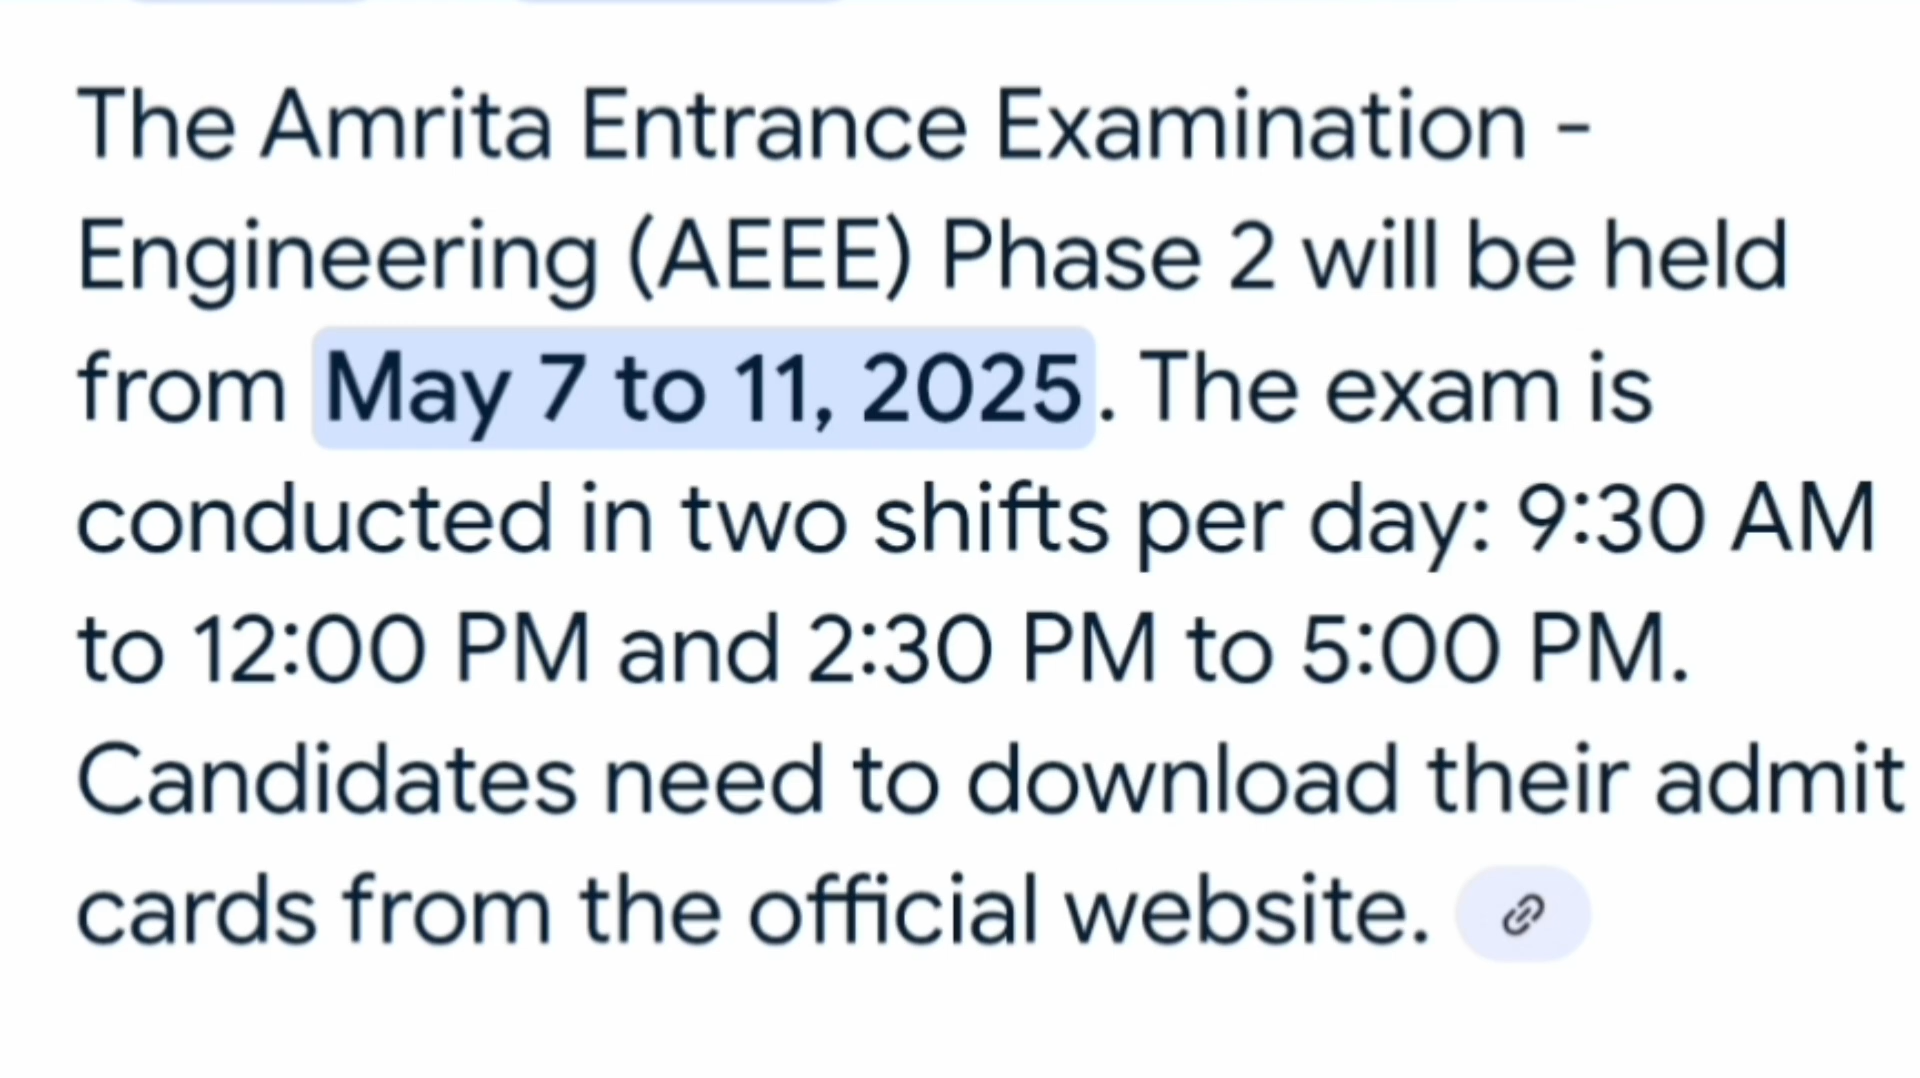 The Amrita Entrance Examination -
Engineering (AEEE) Phase 2 will be held
from May 7 to 11, 2025. The exam is
conducted in two shifts per day: 9:30 AM
to 12:00 PM and 2:30 PM to 5:00 PM.
Candidates need to download their admit
cards from the official website.